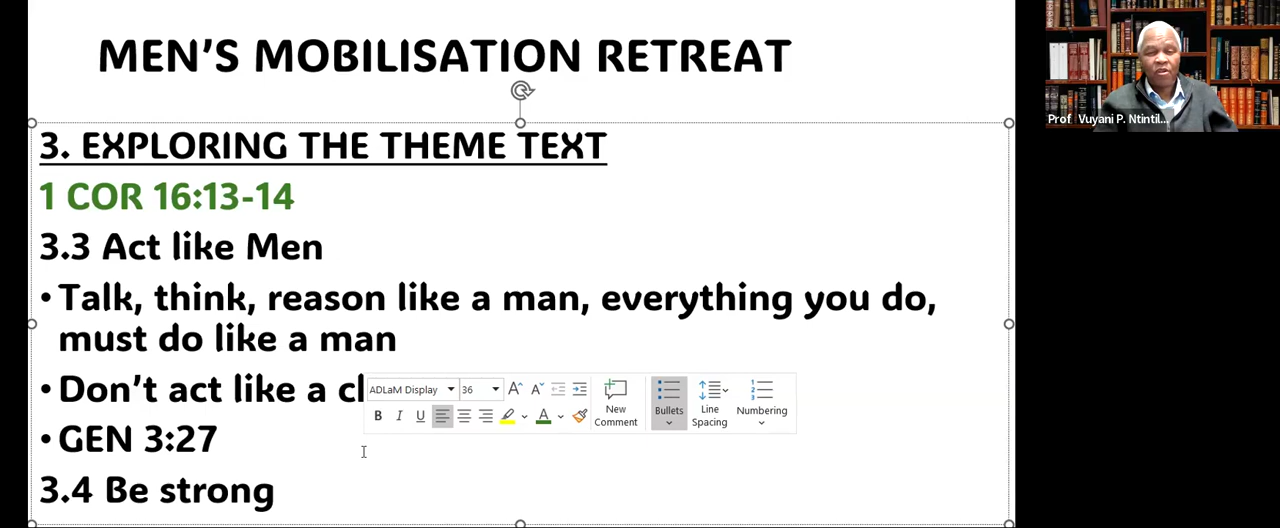 MEN'S MOBILISATION RETREAT
Prof Vuyani P. Ntintil...
3. EXPLORING THE THEME TEXT
1 COR 16:13-14
3.3 Act like Men
• Talk, think, reason like a man, everything you do,
must do like a man
• Don't act like a
ADLaM Display 36
New Comment
Bullets
Line Spacing
Numbering
B I U A
• GEN 3:27
3.4 Be strong